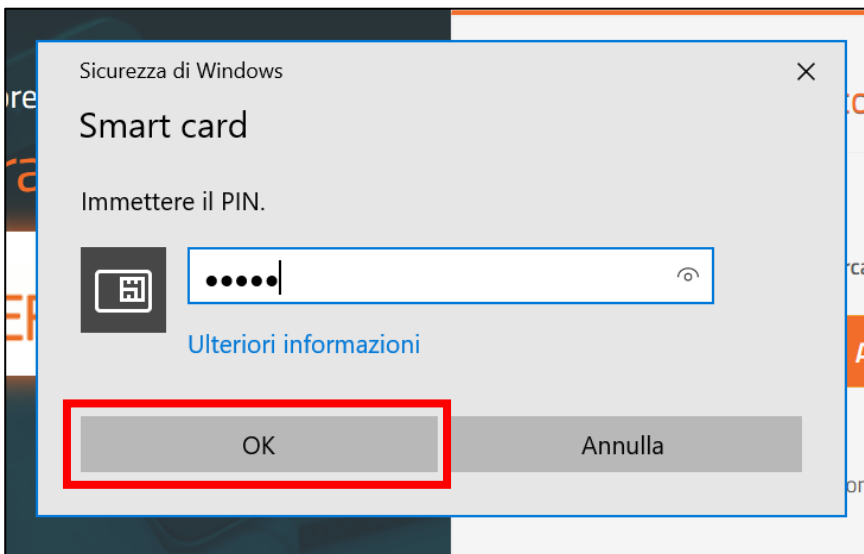 Sicurezza di Windows
Smart card
Immettere il PIN.
•••••
Ulteriori informazioni
OK
Annulla